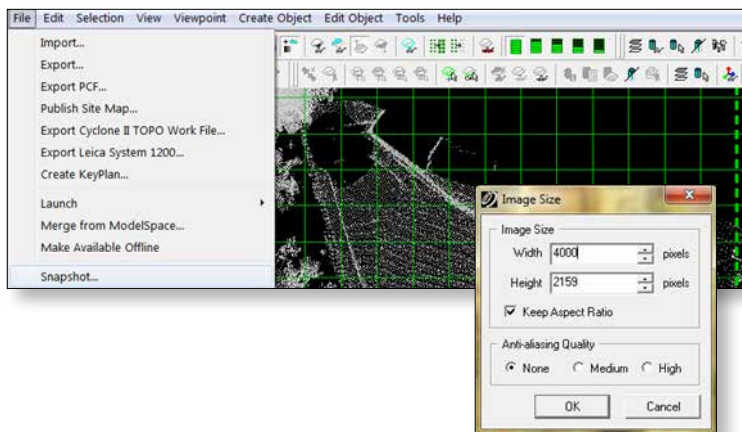 File Edit Selection View Viewpoint Create Object Edit Object Tools Help
Import...
Export...
Export PCF...
Publish Site Map...
Export Cyclone II TOPO Work File...
Export Leica System 1200...
Create KeyPlan...
Launch
Merge from ModelSpace...
Make Available Offline
Snapshot...
Image Size
Image Size
Width 4000 pixels
Height 2159 pixels
Keep Aspect Ratio
Anti-aliasing Quality
None Medium High
OK Cancel